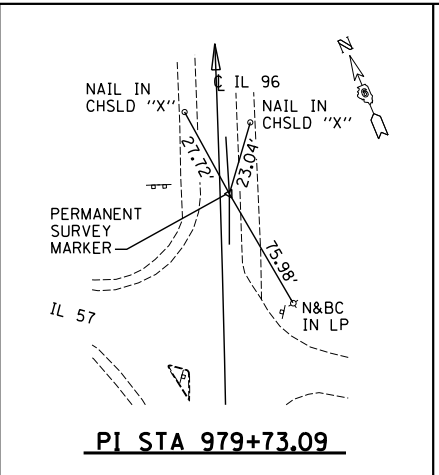 N
℄ IL 96
NAIL IN
CHSLD "X"
NAIL IN
CHSLD "X"
27.72'
23.04'
PERMANENT
SURVEY
MARKER
75.98'
N&BC
IN LP
IL 57
PI STA 979+73.09